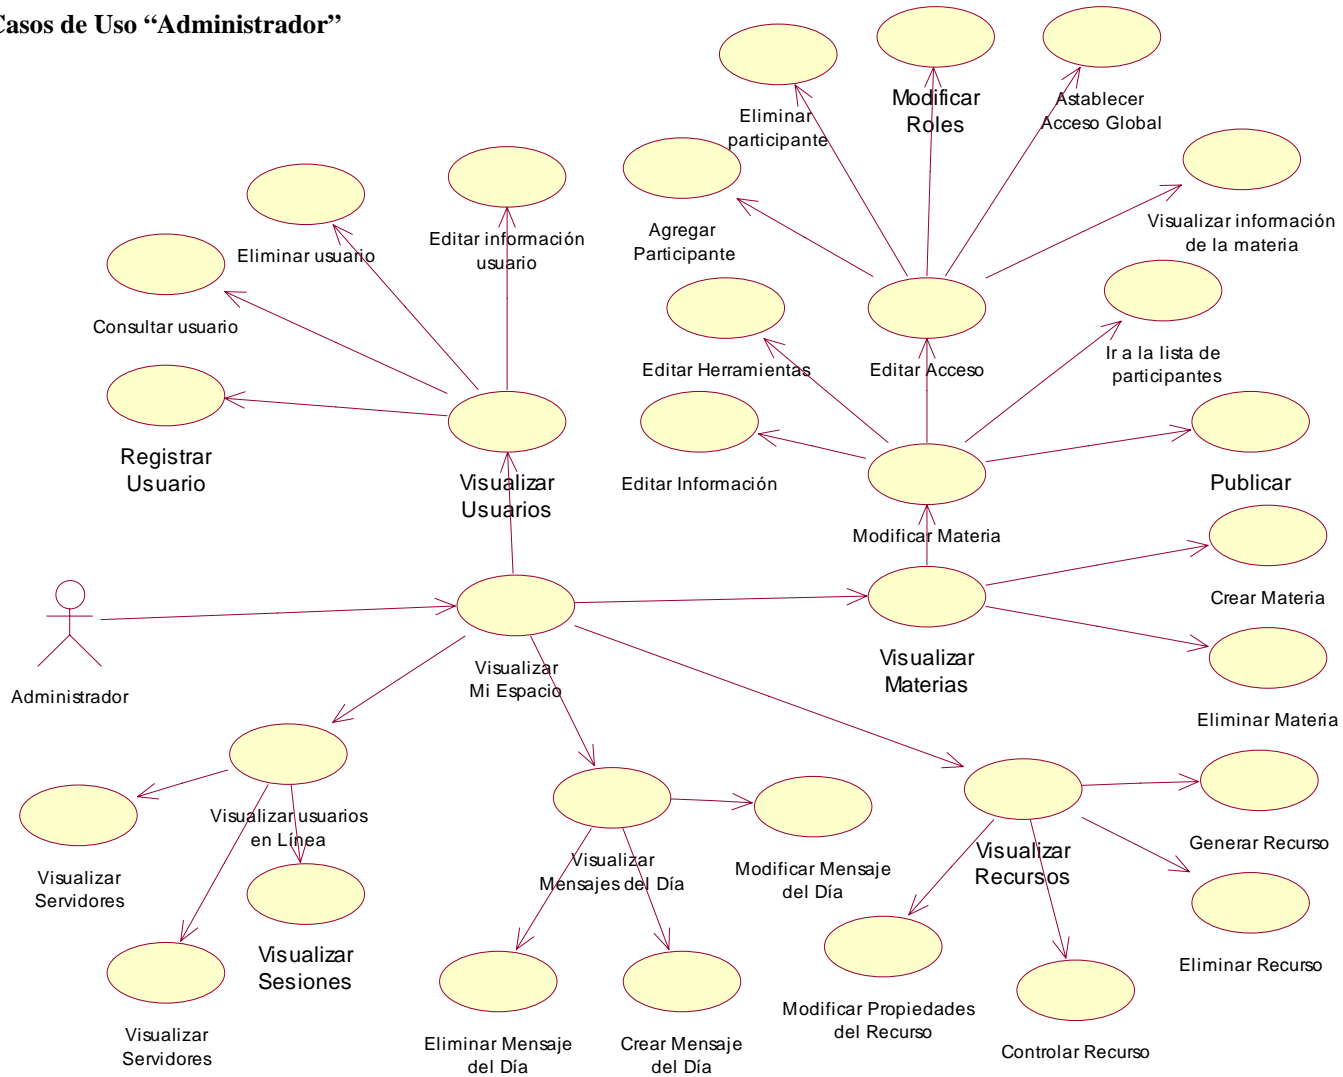 Casos de Uso “Administrador”
Eliminar
participante
Modificar
Roles
Astablecer
Acceso Global
Agregar
Participante
Visualizar información
de la materia
Eliminar usuario
Editar información
usuario
Consultar usuario
Editar Herramientas
Editar Acceso
Ir a la lista de
participantes
Registrar
Usuario
Visualizar
Usuarios
Editar Información
Publicar
Modificar Materia
Crear Materia
Administrador
Visualizar
Mi Espacio
Visualizar
Materias
Eliminar Materia
Visualizar usuarios
en Línea
Visualizar
Servidores
Visualizar
Mensajes del Día
Modificar Mensaje
del Día
Visualizar
Recursos
Generar Recurso
Visualizar
Sesiones
Eliminar Recurso
Visualizar
Servidores
Eliminar Mensaje
del Día
Crear Mensaje
del Día
Modificar Propiedades
del Recurso
Controlar Recurso